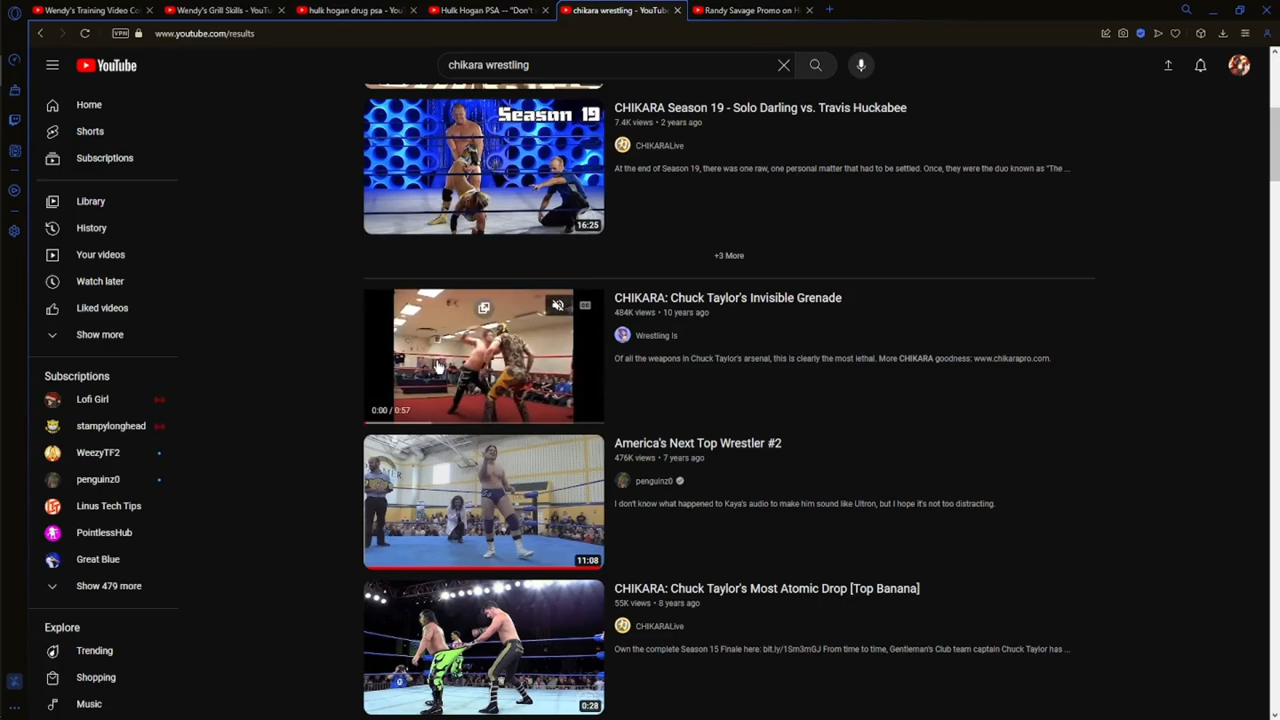 Wendy's Training Video Co
Wendy's Grill Skills - YouTu
hulk hogan drug psa - You
Hulk Hogan PSA -- "Don't
chikara wrestling - YouTub
Randy Savage Promo on H
VPN
www.youtube.com/results
YouTube
chikara wrestling
Home
Shorts
Subscriptions
Library
History
Your videos
Watch later
Liked videos
Show more
Subscriptions
Lofi Girl
stampylonghead
WeezyTF2
penguinz0
Linus Tech Tips
PointlessHub
Great Blue
Show 479 more
Explore
Trending
Shopping
Music
Season 19
16:25
CHIKARA Season 19 - Solo Darling vs. Travis Huckabee
7.4K views • 2 years ago
CHIKARALive
At the end of Season 19, there was one raw, one personal matter that had to be settled. Once, they were the duo known as "The ...
+3 More
0:00 / 0:57
CHIKARA: Chuck Taylor's Invisible Grenade
484K views • 10 years ago
Wrestling Is
Of all the weapons in Chuck Taylor's arsenal, this is clearly the most lethal. More CHIKARA goodness: www.chikarapro.com.
11:08
America's Next Top Wrestler #2
476K views • 7 years ago
penguinz0
I don't know what happened to Kaya's audio to make him sound like Ultron, but I hope it's not too distracting.
0:28
CHIKARA: Chuck Taylor's Most Atomic Drop [Top Banana]
55K views • 8 years ago
CHIKARALive
Own the complete Season 15 Finale here: bit.ly/1Sm3mGJ From time to time, Gentleman's Club team captain Chuck Taylor has ...